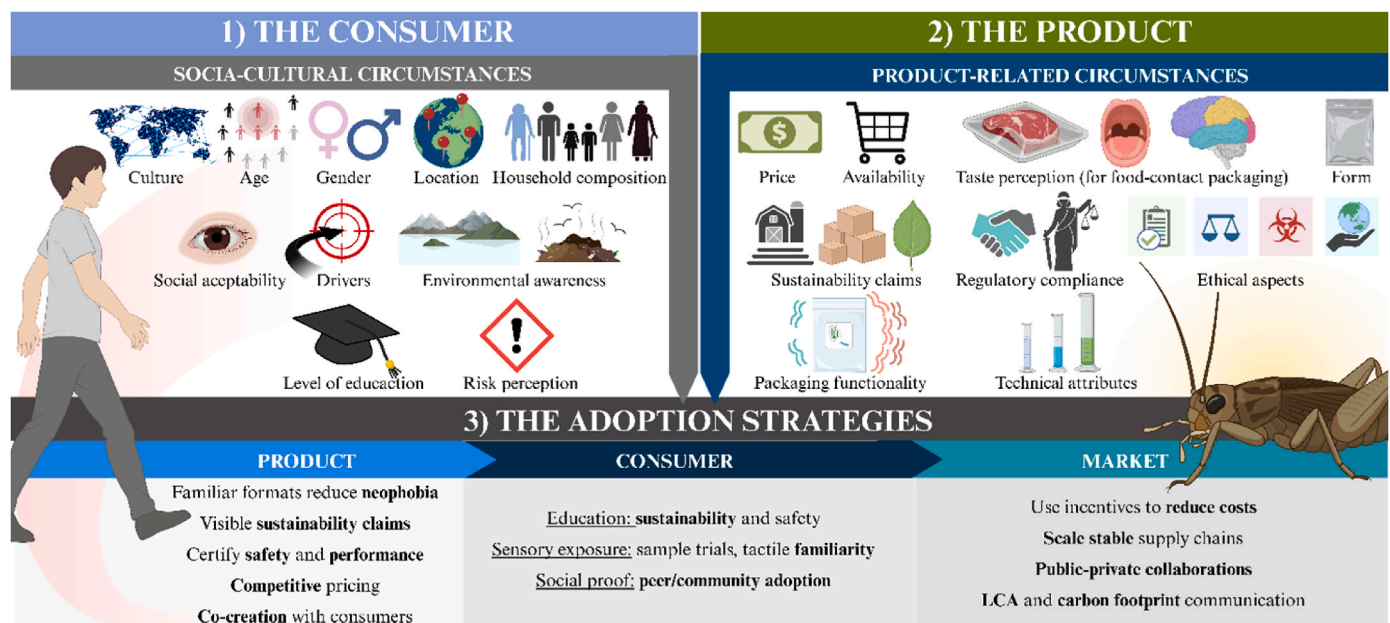 1) THE CONSUMER
SOCIA-CULTURAL CIRCUMSTANCES
Culture
Age
Gender
Location
Household composition
Social aceptability
Drivers
Environmental awareness
Level of educaction
Risk perception
2) THE PRODUCT
PRODUCT-RELATED CIRCUMSTANCES
$
Price
Availability
Taste perception (for food-contact packaging)
Form
Sustainability claims
Regulatory compliance
Ethical aspects
Packaging functionality
Technical attributes
3) THE ADOPTION STRATEGIES
PRODUCT
Familiar formats reduce neophobia
Visible sustainability claims
Certify safety and performance
Competitive pricing
Co-creation with consumers
CONSUMER
Education: sustainability and safety
Sensory exposure: sample trials, tactile familiarity
Social proof: peer/community adoption
MARKET
Use incentives to reduce costs
Scale stable supply chains
Public-private collaborations
LCA and carbon footprint communication